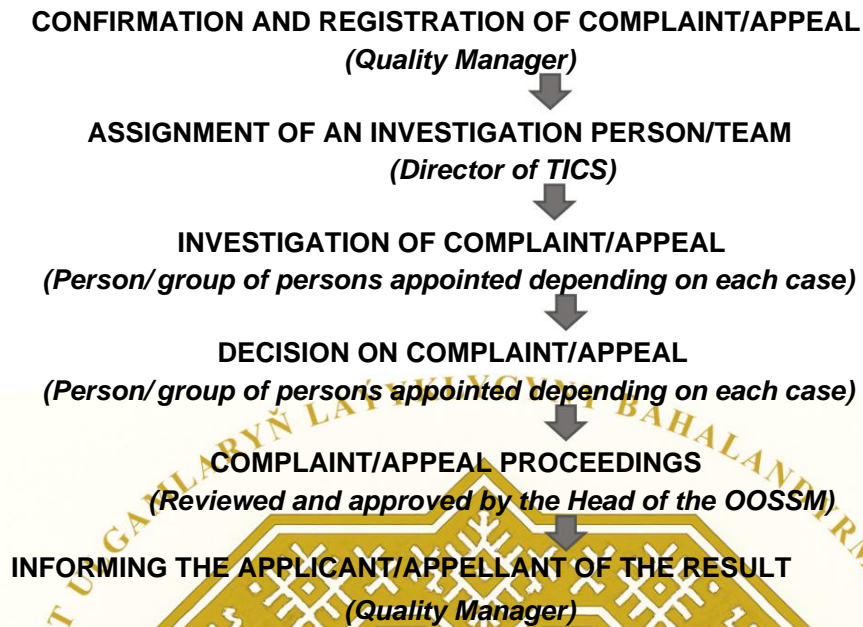 CONFIRMATION AND REGISTRATION OF COMPLAINT/APPEAL
(Quality Manager)
ASSIGNMENT OF AN INVESTIGATION PERSON/TEAM
(Director of TICS)
INVESTIGATION OF COMPLAINT/APPEAL
(Person/ group of persons appointed depending on each case)
DECISION ON COMPLAINT/APPEAL
(Person/ group of persons appointed depending on each case)
COMPLAINT/APPEAL PROCEEDINGS
(Reviewed and approved by the Head of the OOSSM)
INFORMING THE APPLICANT/APPELLANT OF THE RESULT
(Quality Manager)